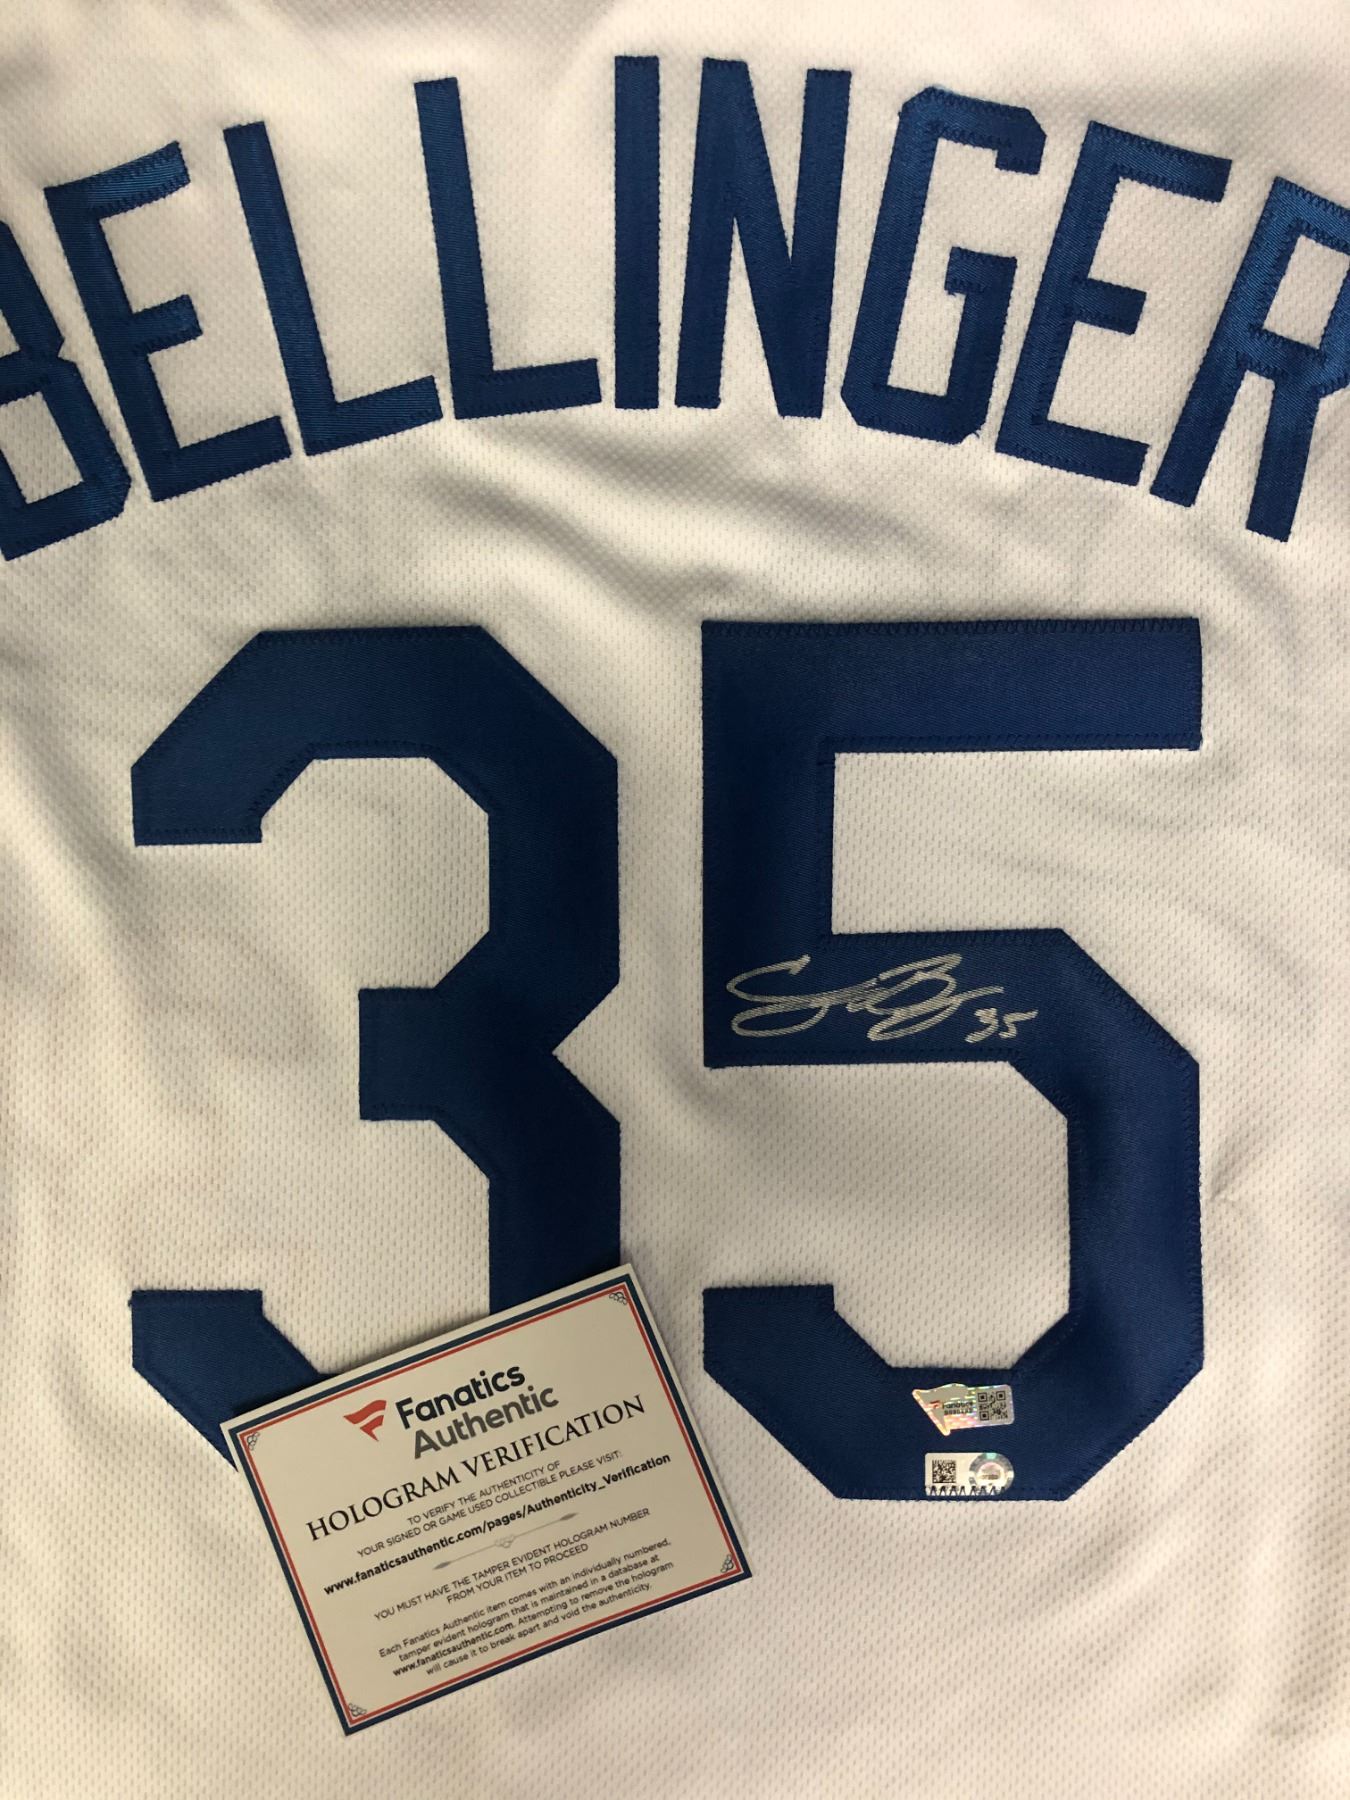 BELLINGER
35
35
Fanatics
Authentic
HOLOGRAM VERIFICATION
TO VERIFY THE AUTHENTICITY OF
YOUR SIGNED OR GAME USED COLLECTIBLE PLEASE VISIT:
www.fanaticsauthentic.com/pages/Authenticity_Verification
YOU MUST HAVE THE TAMPER EVIDENT HOLOGRAM NUMBER
FROM YOUR ITEM TO PROCEED
Each Fanatics Authentic item comes with an individually numbered,
tamper evident hologram that is maintained in a database at
www.fanaticsauthentic.com. Attempting to remove the hologram
will cause it to break apart and void the authenticity.
Fanatics